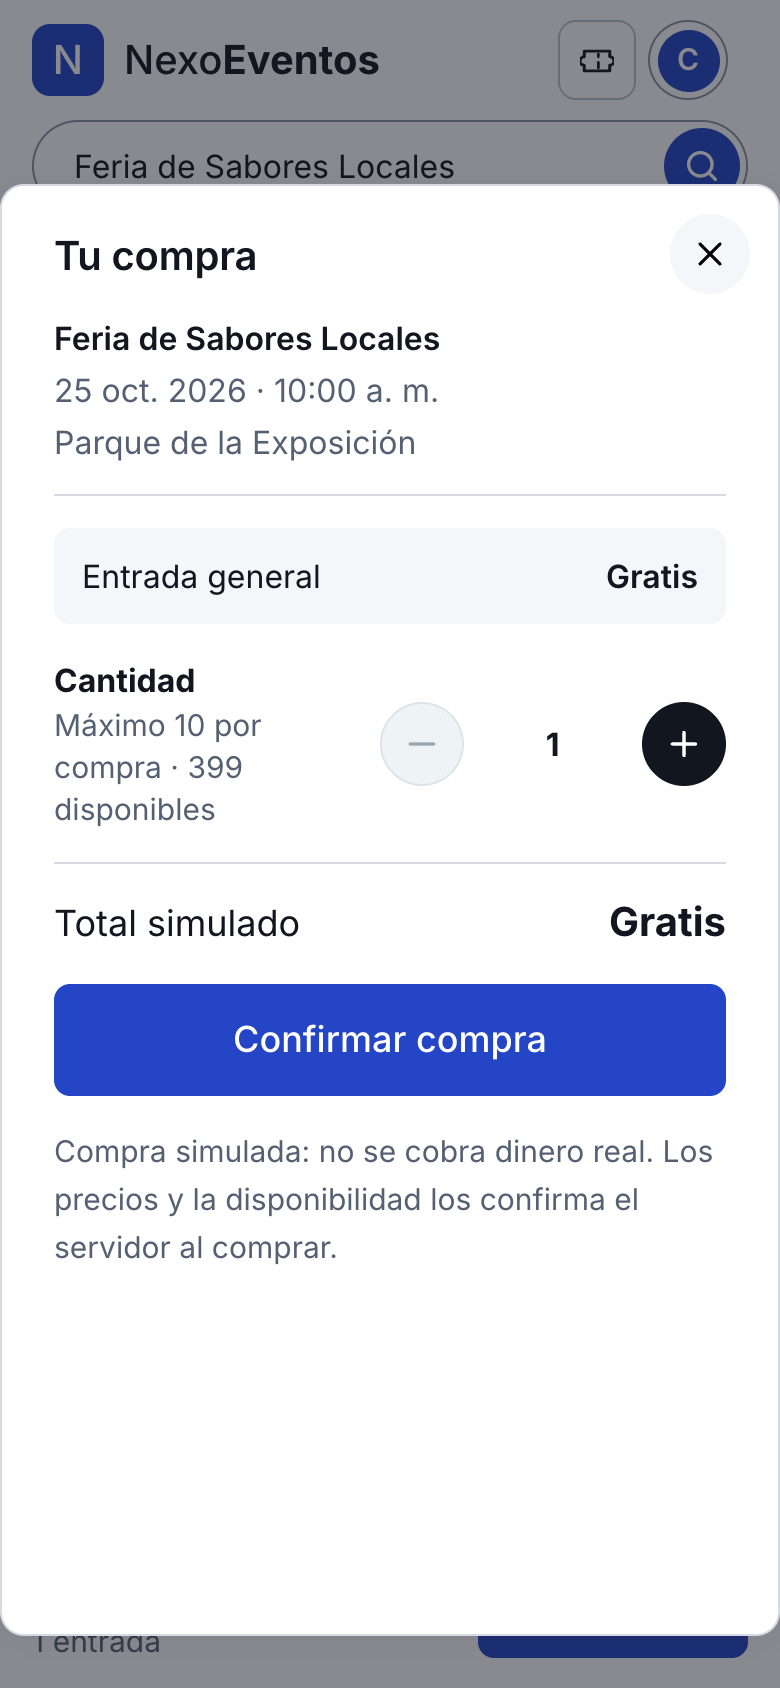 N NexoEventos C
Feria de Sabores Locales
Tu compra
Feria de Sabores Locales
25 oct. 2026 · 10:00 a. m.
Parque de la Exposición
Entrada general Gratis
Cantidad
Máximo 10 por
compra · 399
disponibles
1
Total simulado Gratis
Confirmar compra
Compra simulada: no se cobra dinero real. Los
precios y la disponibilidad los confirma el
servidor al comprar.
1 entrada